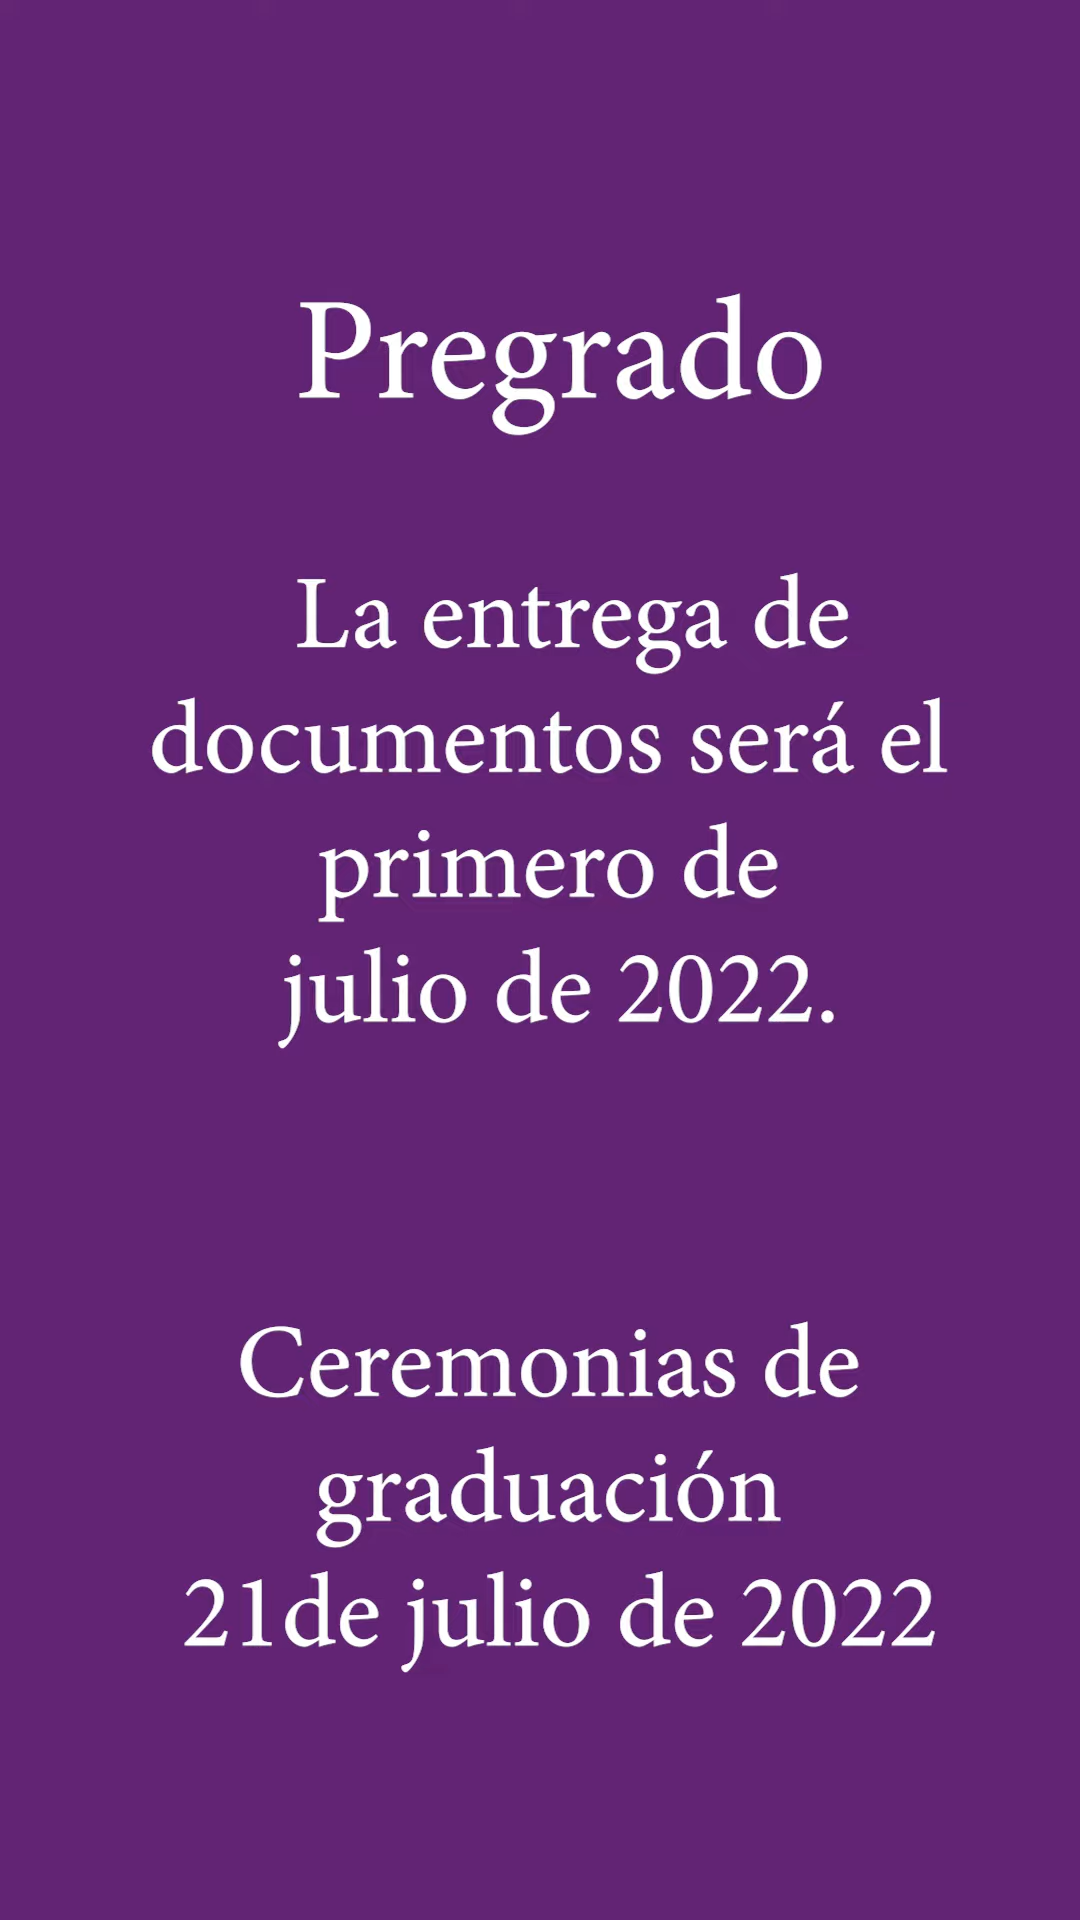 Pregrado
La entrega de
documentos será el
primero de
julio de 2022.
Ceremonias de
graduación
21de julio de 2022